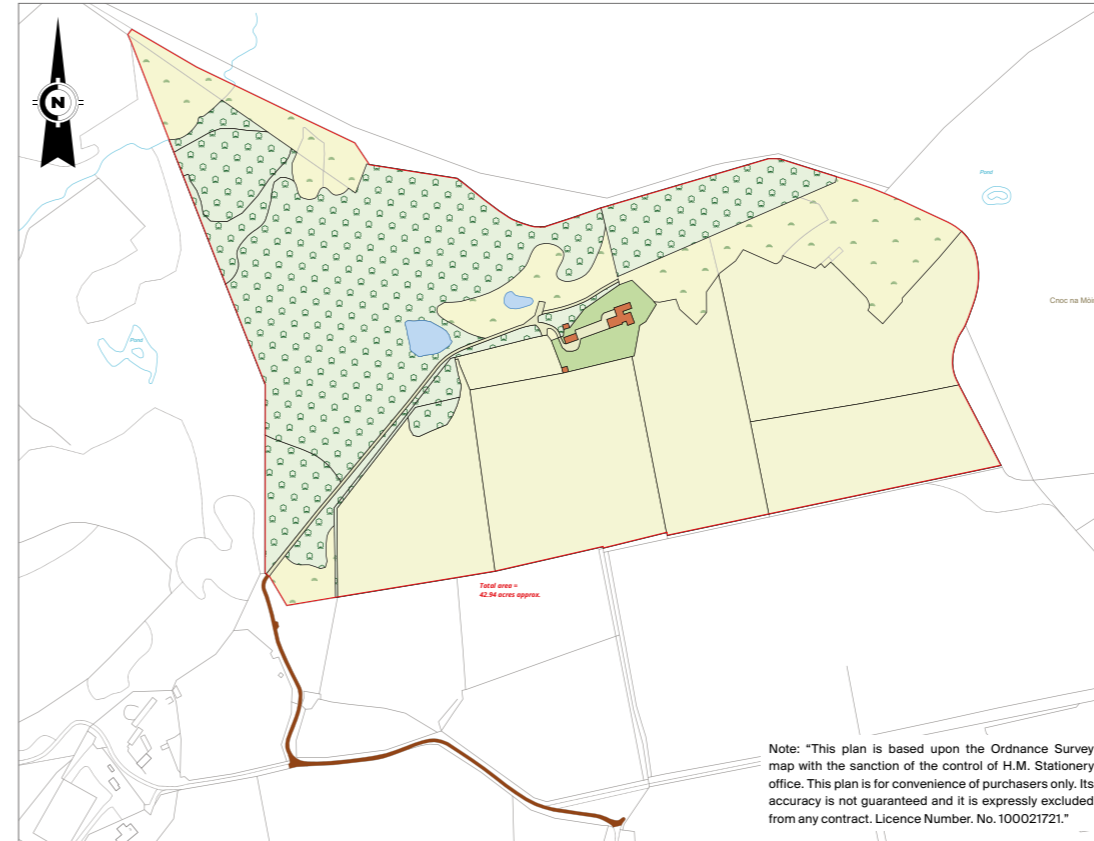 N
Pond
Cnoc na Móin
Pond
Total area =
42.94 acres approx.
Note: “This plan is based upon the Ordnance Survey
map with the sanction of the control of H.M. Stationery
office. This plan is for convenience of purchasers only. Its
accuracy is not guaranteed and it is expressly excluded
from any contract. Licence Number. No. 100021721.”